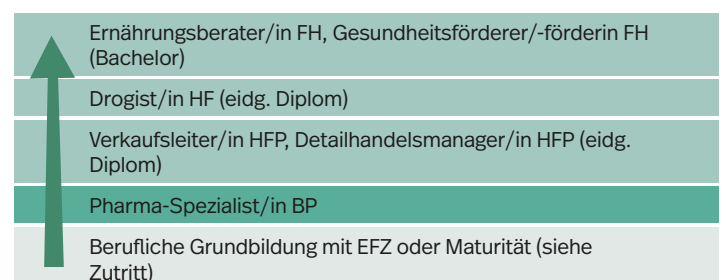 Ernährungsberater/in FH, Gesundheitsförderer/-förderin FH
(Bachelor)
Drogist/in HF (eidg. Diplom)
Verkaufsleiter/in HFP, Detailhandelsmanager/in HFP (eidg.
Diplom)
Pharma-Spezialist/in BP
Berufliche Grundbildung mit EFZ oder Maturität (siehe
Zutritt)